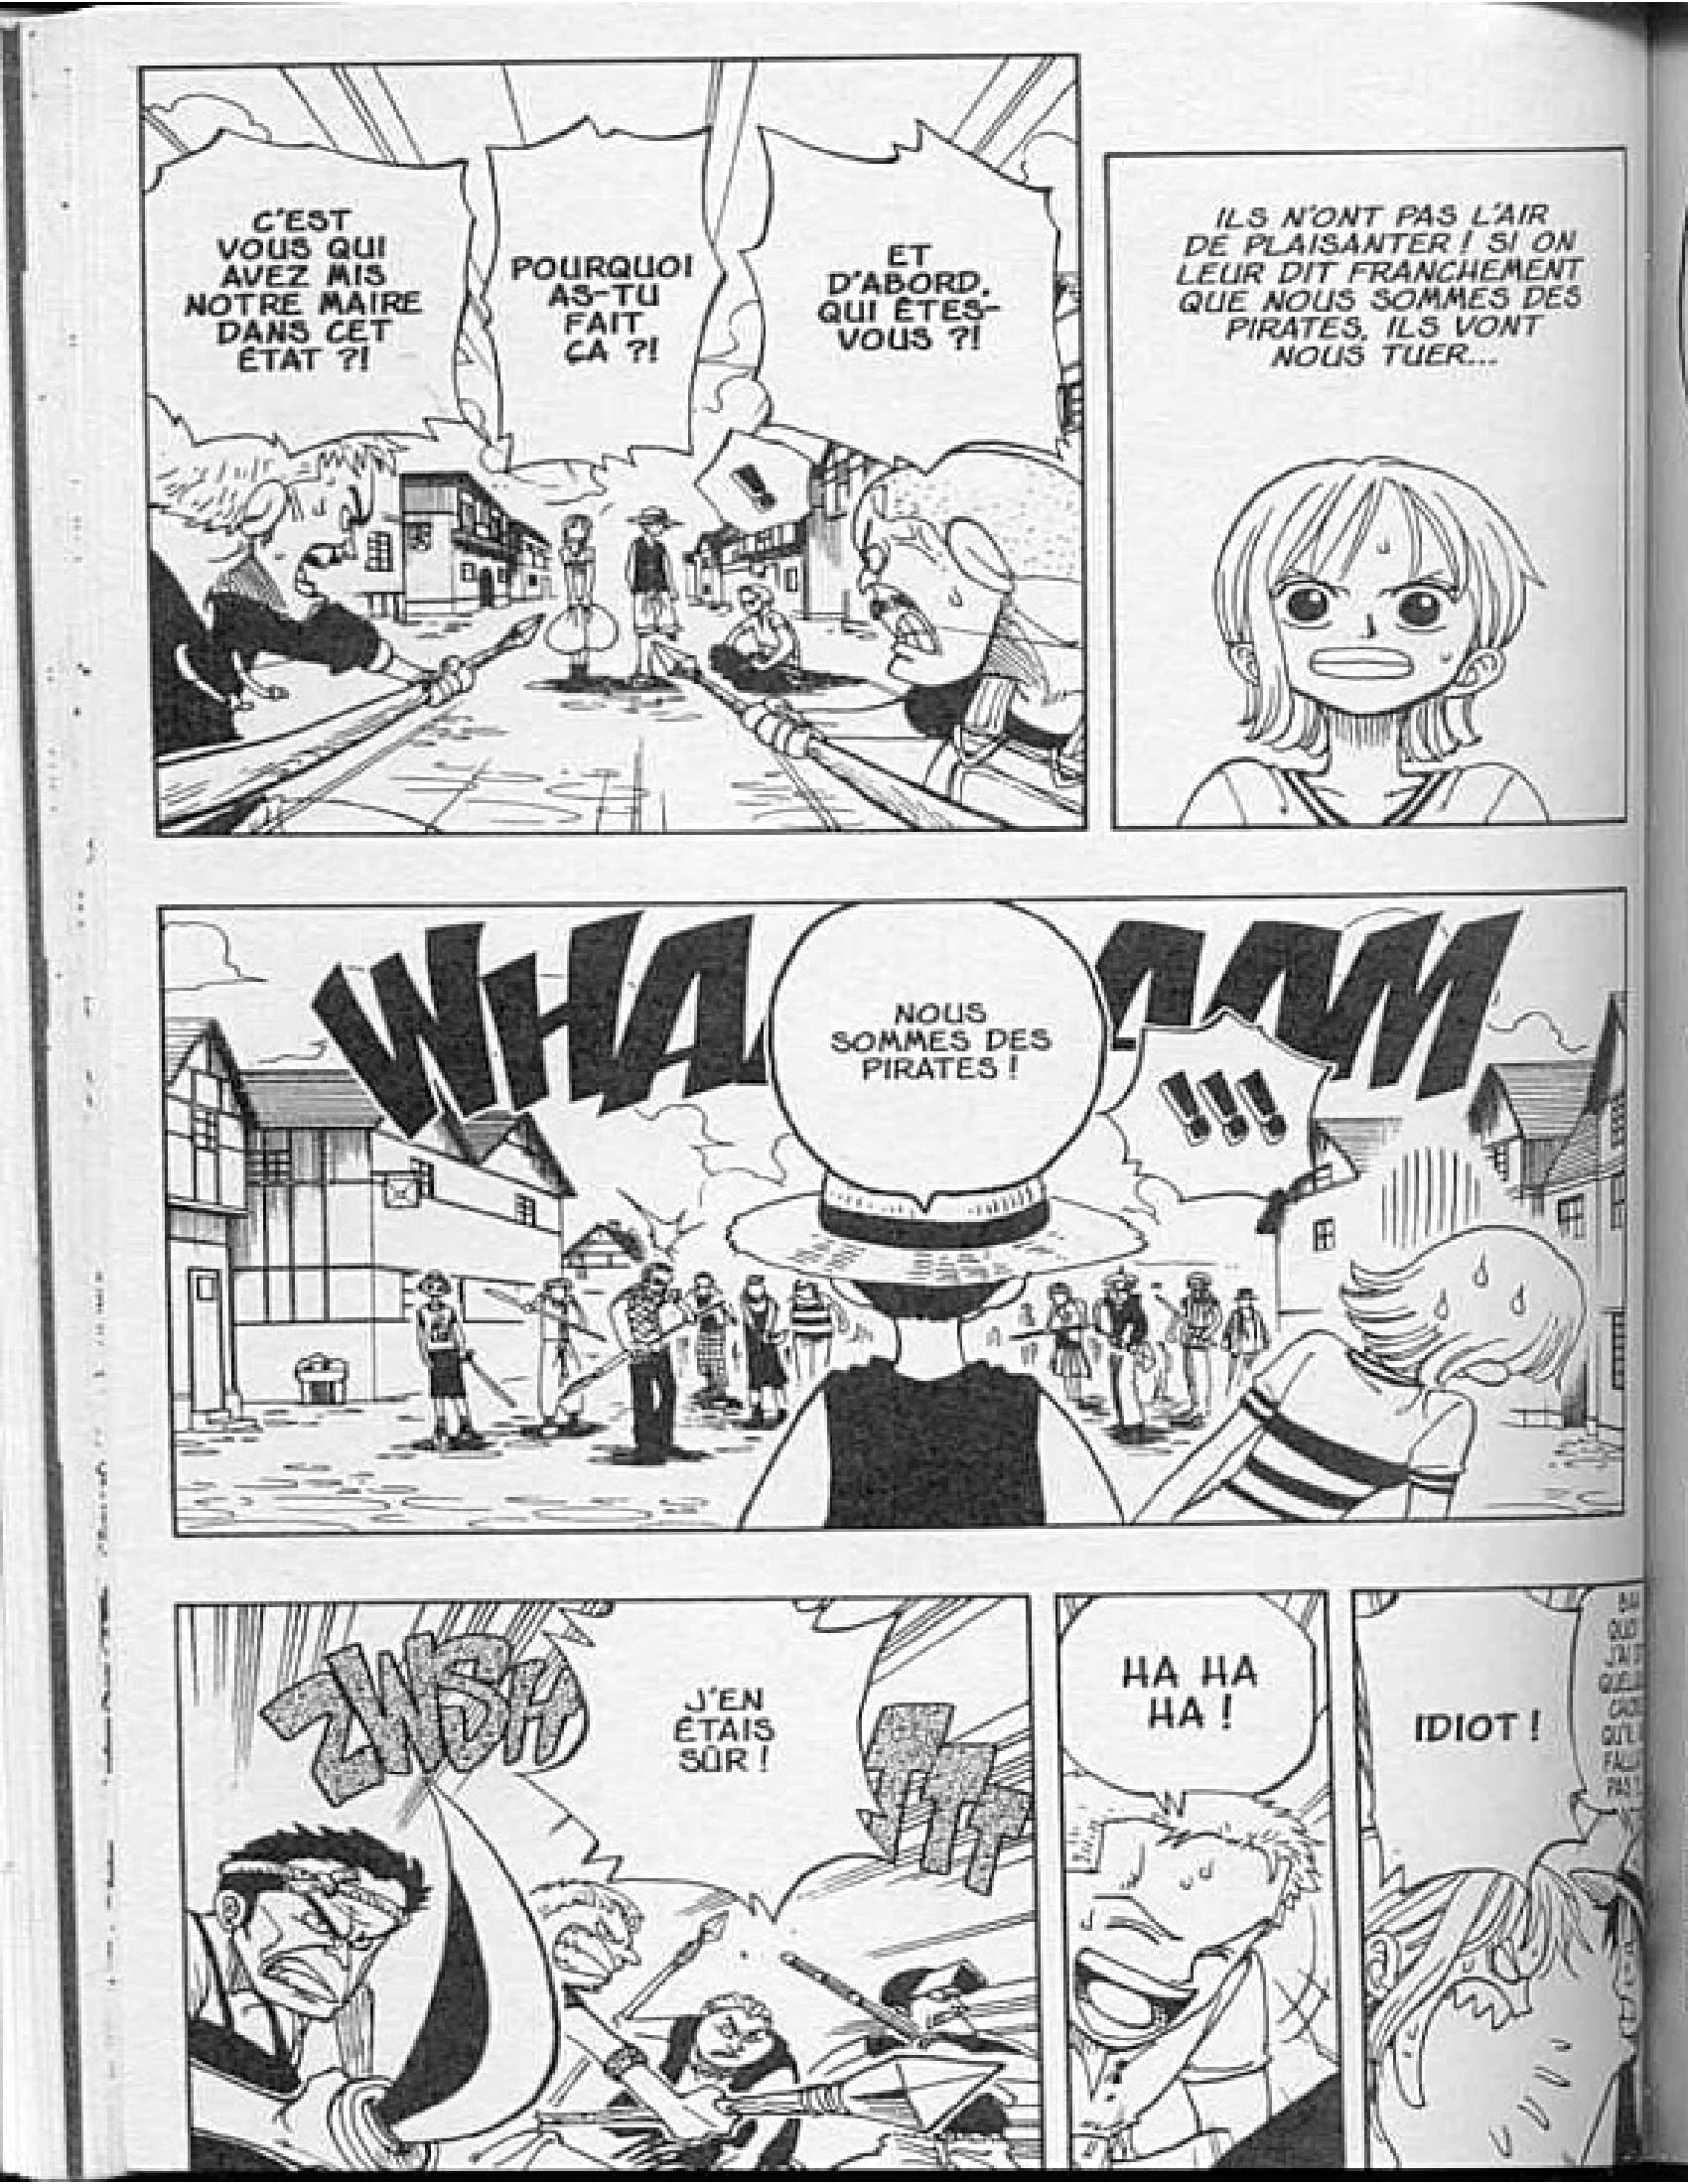 ILS N'ONT PAS L'AIR
DE PLAISANTER ! SI ON
LEUR DIT FRANCHEMENT
QUE NOUS SOMMES DES
PIRATES, ILS VONT
NOUS TUER...
ET
D'ABORD,
QUI ÊTES-
VOUS ?!
POURQUOI
AS-TU
FAIT
ÇA ?!
C'EST
VOUS QUI
AVEZ MIS
NOTRE MAIRE
DANS CET
ÉTAT ?!
!
WHA AAM
NOUS
SOMMES DES
PIRATES !
!!!
IDIOT !
HA HA
HA !
J'EN
ÉTAIS
SÛR !
ZWSH